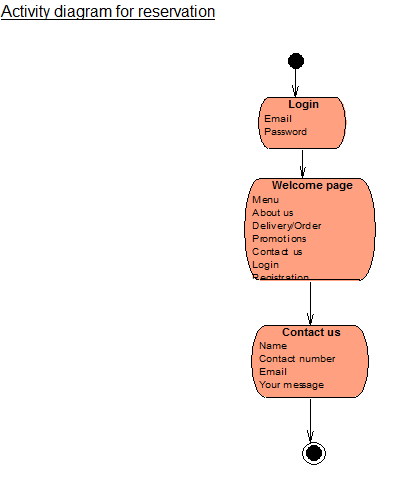 Activity diagram for reservation
Login
Email
Password
Welcome page
Menu
About us
Delivery/Order
Promotions
Contact us
Login
Registration
Contact us
Name
Contact number
Email
Your message